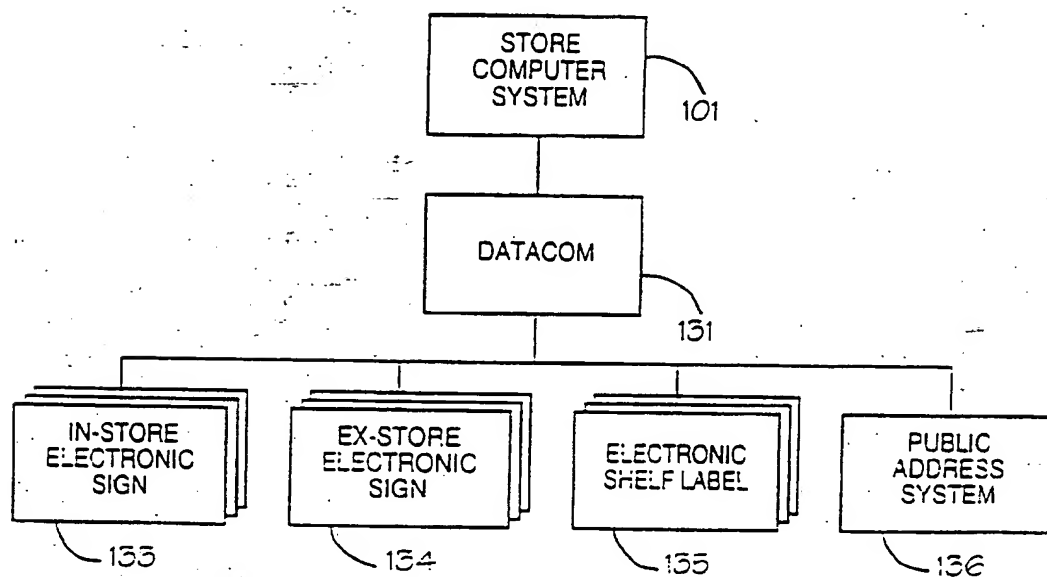 STORE
COMPUTER
SYSTEM
101
DATACOM
131
IN-STORE
ELECTRONIC
SIGN
EX-STORE
ELECTRONIC
SIGN
ELECTRONIC
SHELF LABEL
PUBLIC
ADDRESS
SYSTEM
133
134
135
136